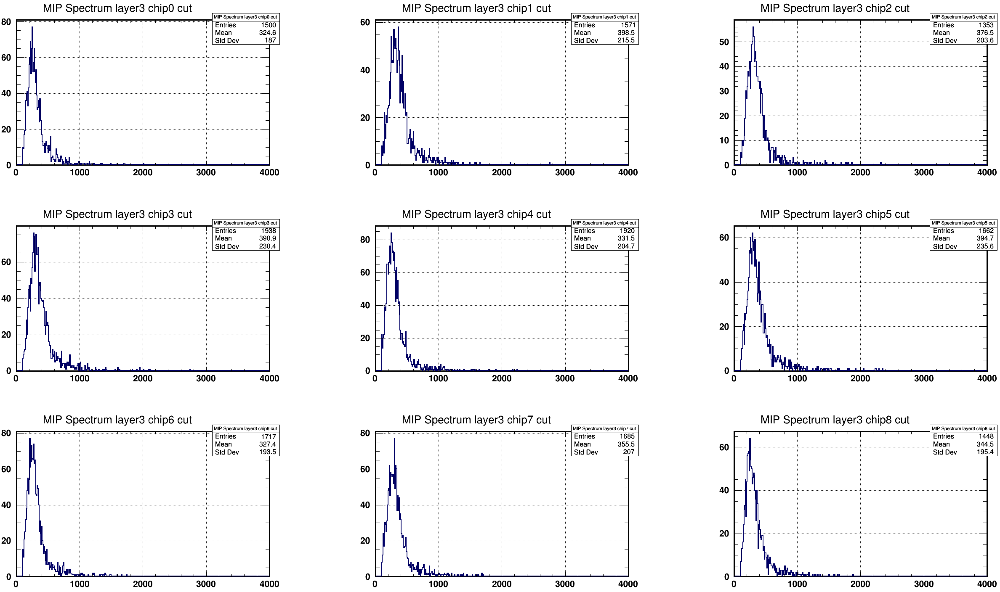 MIP Spectrum layer3 chip0 cut
MIP Spectrum layer3 chip0 cut
Entries 1500
Mean 324.6
Std Dev 187
80
60
40
20
0
0 1000 2000 3000 4000
MIP Spectrum layer3 chip1 cut
MIP Spectrum layer3 chip1 cut
Entries 1571
Mean 398.5
Std Dev 215.5
60
40
20
0
0 1000 2000 3000 4000
MIP Spectrum layer3 chip2 cut
MIP Spectrum layer3 chip2 cut
Entries 1353
Mean 376.5
Std Dev 203.6
50
40
30
20
10
0
0 1000 2000 3000 4000
MIP Spectrum layer3 chip3 cut
MIP Spectrum layer3 chip3 cut
Entries 1938
Mean 390.9
Std Dev 230.4
60
40
20
0
0 1000 2000 3000 4000
MIP Spectrum layer3 chip4 cut
MIP Spectrum layer3 chip4 cut
Entries 1920
Mean 331.5
Std Dev 204.7
80
60
40
20
0
0 1000 2000 3000 4000
MIP Spectrum layer3 chip5 cut
MIP Spectrum layer3 chip5 cut
Entries 1662
Mean 394.7
Std Dev 235.6
60
40
20
0
0 1000 2000 3000 4000
MIP Spectrum layer3 chip6 cut
MIP Spectrum layer3 chip6 cut
Entries 1717
Mean 327.4
Std Dev 193.5
80
60
40
20
0
0 1000 2000 3000 4000
MIP Spectrum layer3 chip7 cut
MIP Spectrum layer3 chip7 cut
Entries 1685
Mean 355.5
Std Dev 207
80
60
40
20
0
0 1000 2000 3000 4000
MIP Spectrum layer3 chip8 cut
MIP Spectrum layer3 chip8 cut
Entries 1448
Mean 344.5
Std Dev 195.4
60
40
20
0
0 1000 2000 3000 4000